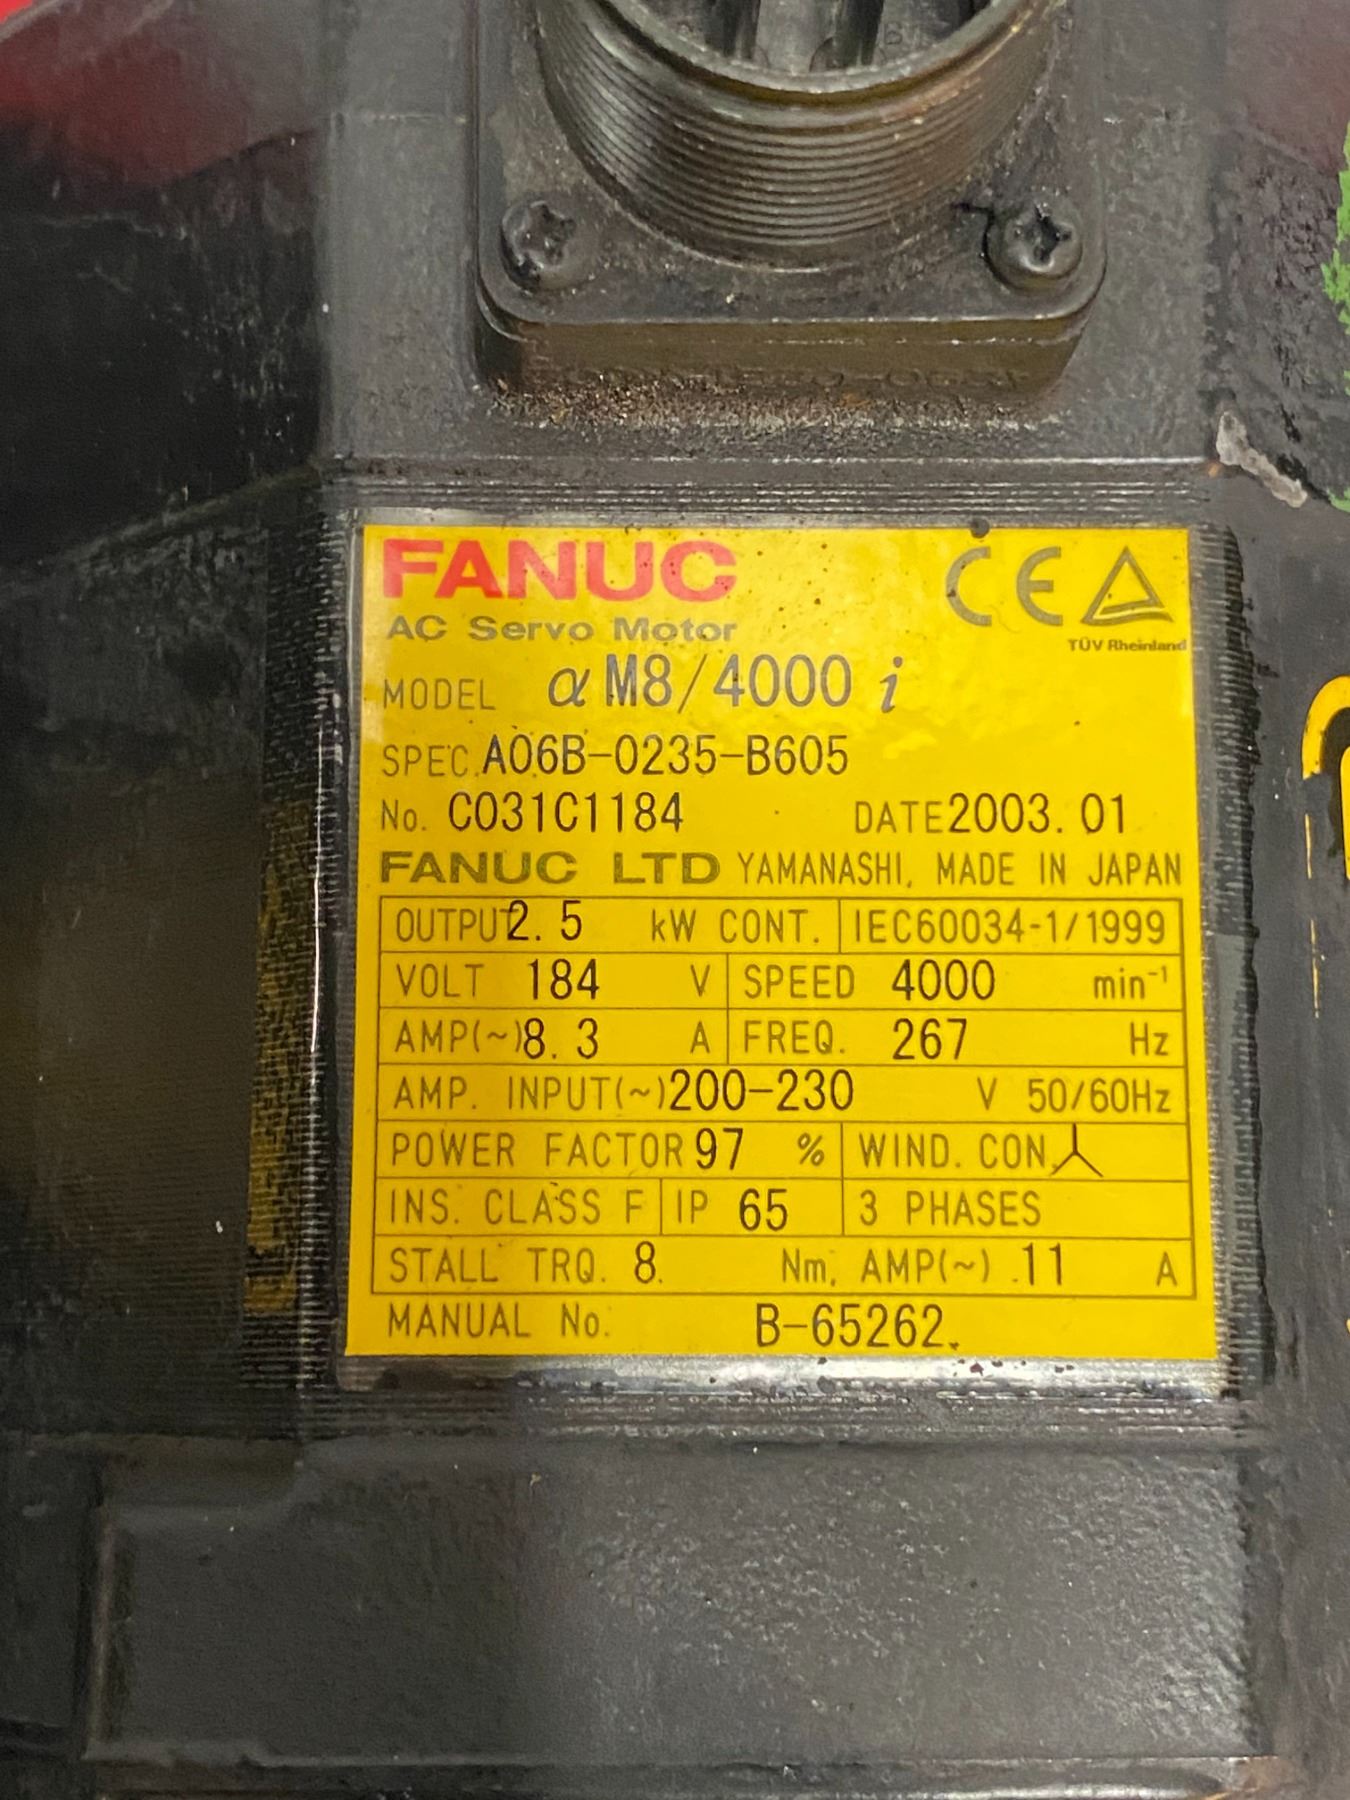 FANUC CE
AC Servo Motor TÜV Rheinland
MODEL α M8/4000 i
SPEC. A06B-0235-B605
No. C031C1184 DATE 2003. 01
FANUC LTD YAMANASHI, MADE IN JAPAN
OUTPUT 2. 5 kW CONT. IEC60034-1/1999
VOLT 184 V SPEED 4000 min⁻¹
AMP(~) 8. 3 A FREQ. 267 Hz
AMP. INPUT(~) 200-230 V 50/60Hz
POWER FACTOR 97 % WIND. CON.
INS. CLASS F IP 65 3 PHASES
STALL TRQ. 8 Nm, AMP(~) 11 A
MANUAL No. B-65262